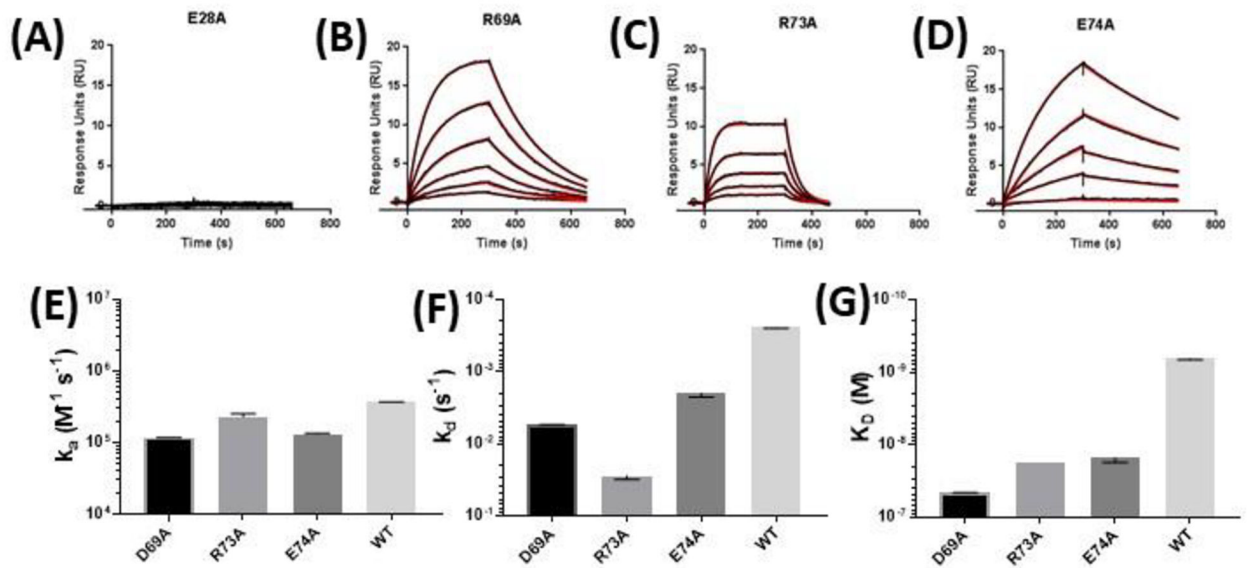 (A)
E28A
Response Units (RU)
20
15
10
5
0
0 200 400 600 800
Time (s)
(B)
R69A
Response Units (RU)
20
15
10
5
0
0 200 400 600 800
Time (s)
(C)
R73A
Response Units (RU)
20
15
10
5
0
0 200 400 600 800
Time (s)
(D)
E74A
Response Units (RU)
20
15
10
5
0
0 200 400 600 800
Time (s)
(E)
ka (M-1 s-1)
10^7
10^6
10^5
10^4
D69A R73A E74A WT
(F)
kd (s-1)
10^-4
10^-3
10^-2
10^-1
D69A R73A E74A WT
(G)
KD (M)
10^-10
10^-9
10^-8
10^-7
D69A R73A E74A WT